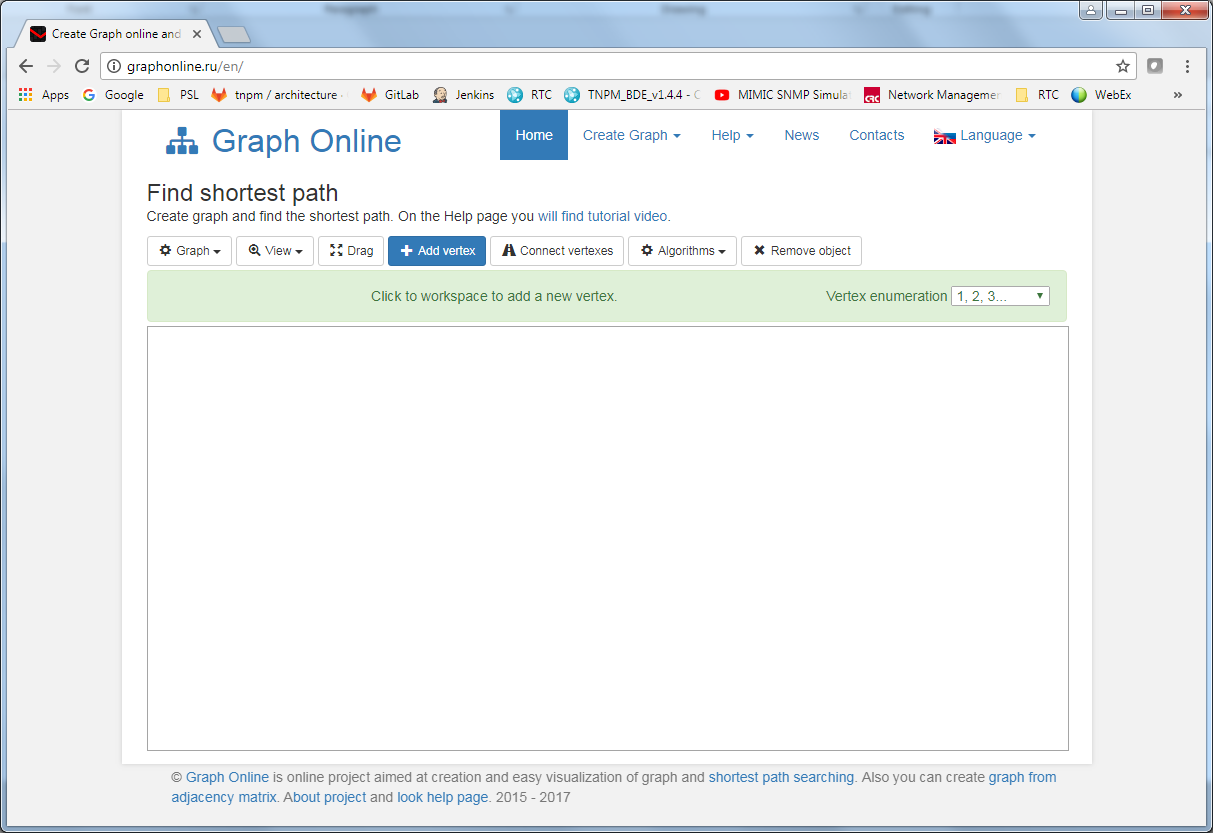 Create Graph online and
graphonline.ru/en/
Apps Google PSL tnpm / architecture · GitLab Jenkins RTC TNPM_BDE_v1.4.4 - C MIMIC SNMP Simulat Network Managemen RTC WebEx »
Graph Online
Home Create Graph Help News Contacts Language
Find shortest path
Create graph and find the shortest path. On the Help page you will find tutorial video.
Graph View Drag Add vertex Connect vertexes Algorithms Remove object
Click to workspace to add a new vertex. Vertex enumeration 1, 2, 3...
© Graph Online is online project aimed at creation and easy visualization of graph and shortest path searching. Also you can create graph from
adjacency matrix. About project and look help page. 2015 - 2017